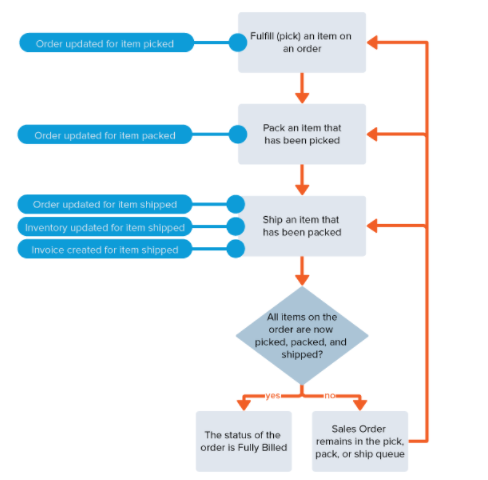 Order updated for item picked
Fulfill (pick) an item on
an order
Order updated for item packed
Pack an item that
has been picked
Order updated for item shipped
Inventory updated for item shipped
Invoice created for item shipped
Ship an item that
has been packed
All items on the
order are now
picked, packed, and
shipped?
yes
no
The status of the
order is Fully Billed
Sales Order
remains in the pick,
pack, or ship queue